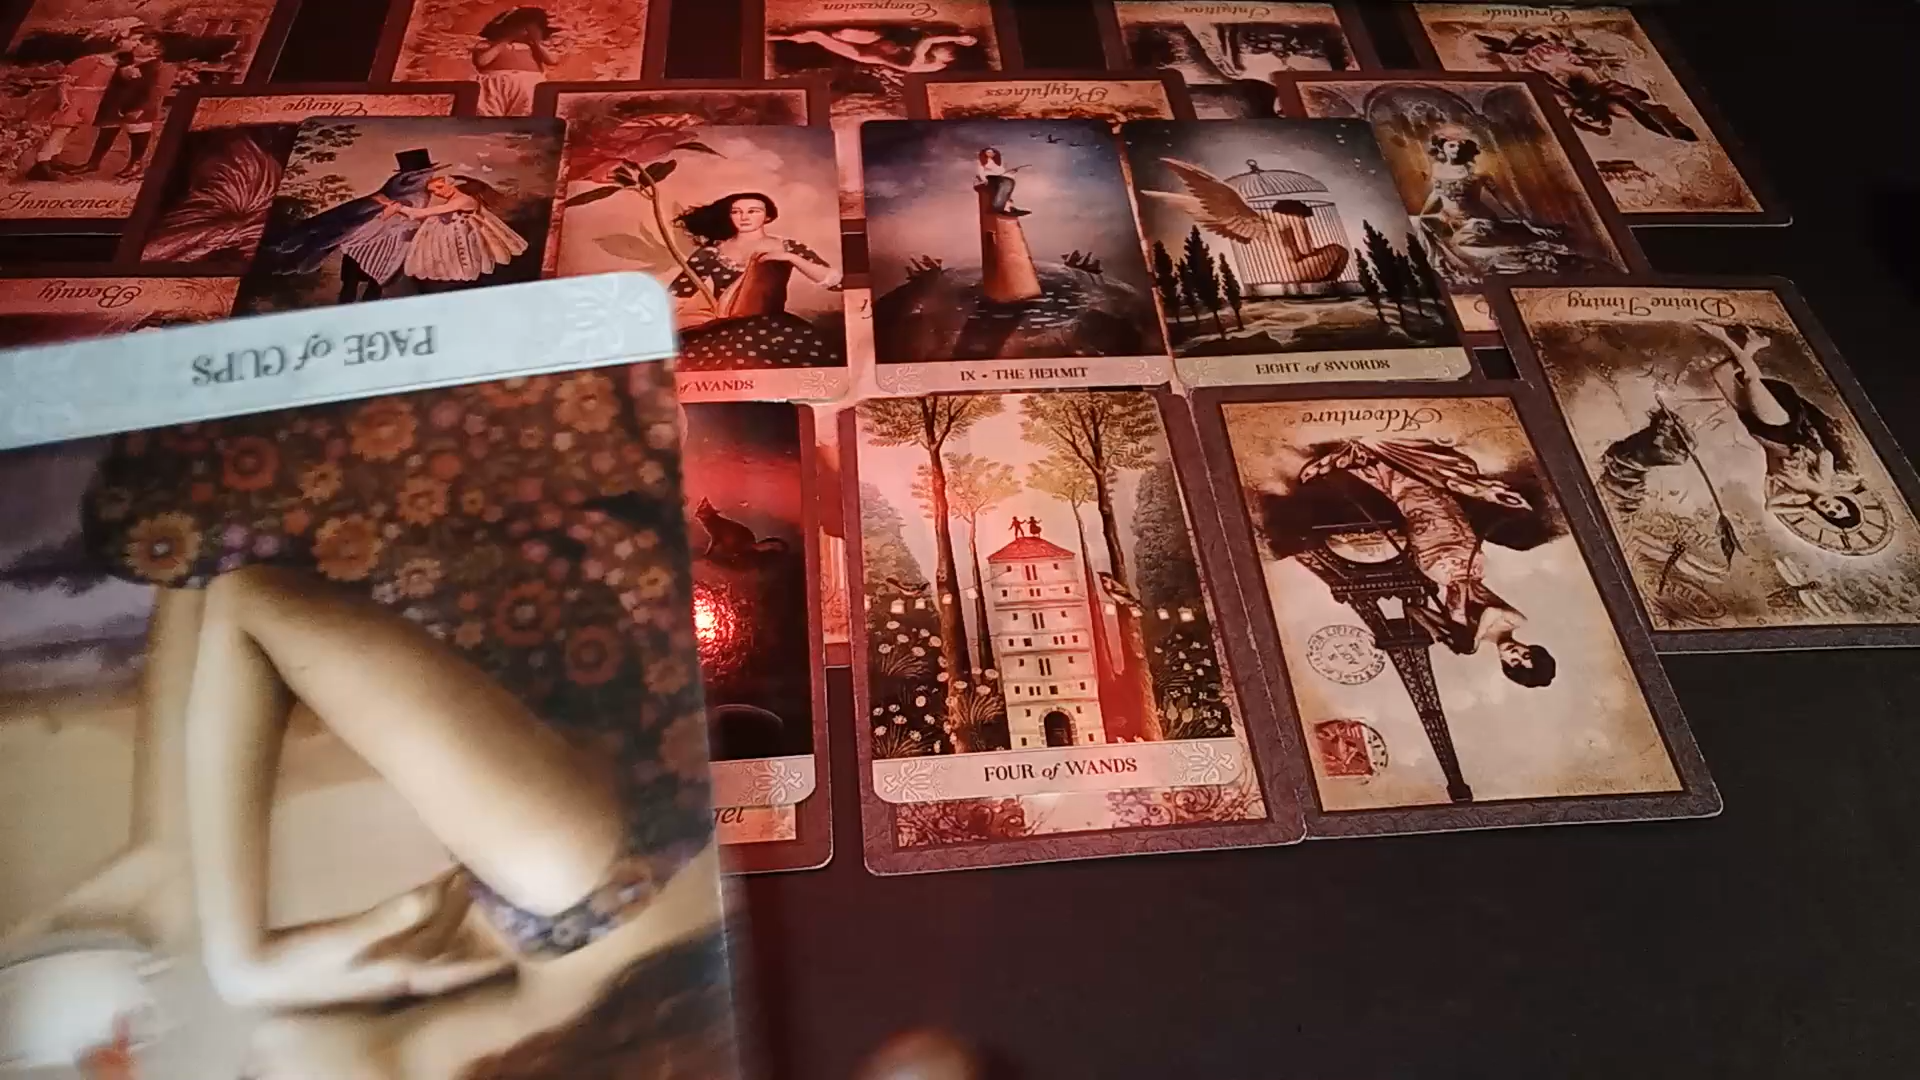 Compassion
Intuition
Gratitude
Change
Playfulness
Innocence
Beauty
Divine Timing
PAGE of CUPS
of WANDS
IX • THE HERMIT
EIGHT of SWORDS
Adventure
FOUR of WANDS
gel